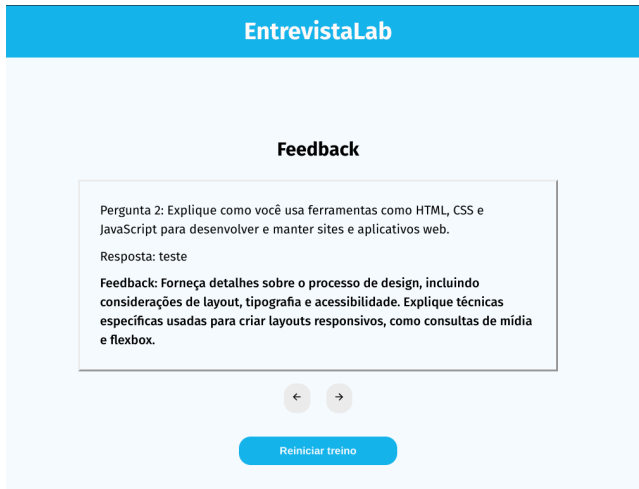 EntrevistaLab
Feedback
Pergunta 2: Explique como você usa ferramentas como HTML, CSS e
JavaScript para desenvolver e manter sites e aplicativos web.
Resposta: teste
Feedback: Forneça detalhes sobre o processo de design, incluindo
considerações de layout, tipografia e acessibilidade. Explique técnicas
específicas usadas para criar layouts responsivos, como consultas de mídia
e flexbox.
← →
Reiniciar treino